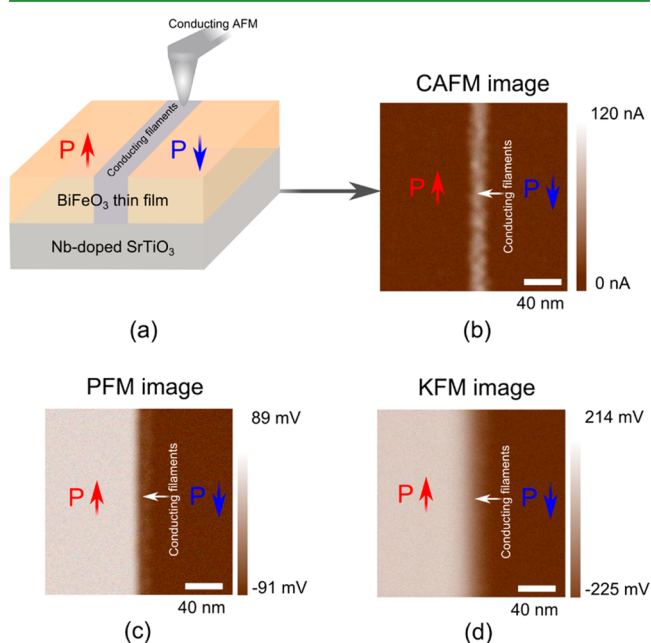 Conducting AFM
Conducting filaments
P
P
BiFeO₃ thin film
Nb-doped SrTiO₃
(a)
CAFM image
120 nA
P
Conducting filaments
P
40 nm
0 nA
(b)
PFM image
89 mV
P
Conducting filaments
P
40 nm
-91 mV
(c)
KFM image
214 mV
P
Conducting filaments
P
40 nm
-225 mV
(d)